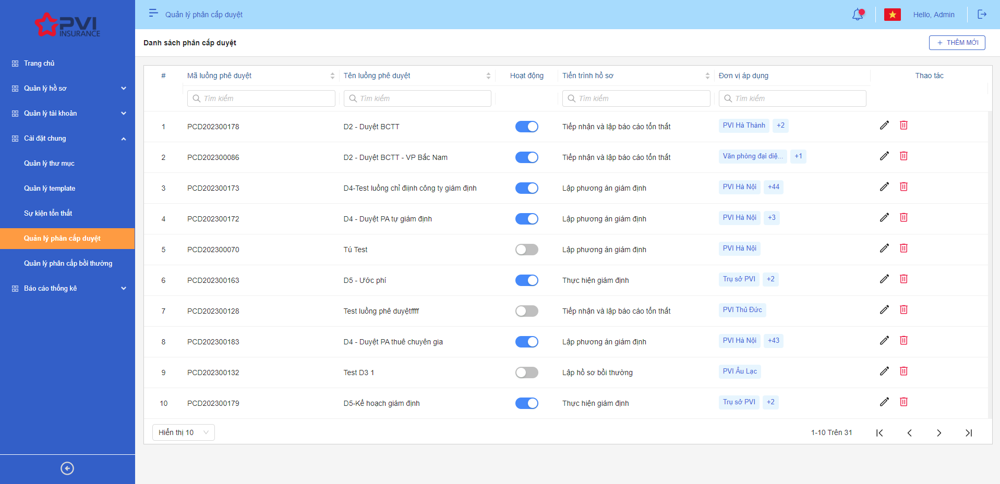 PVI
INSURANCE
Quản lý phân cấp duyệt
Hello, Admin
Trang chủ
Quản lý hồ sơ
Quản lý tài khoản
Cài đặt chung
Quản lý thư mục
Quản lý template
Sự kiện tổn thất
Quản lý phân cấp duyệt
Quản lý phân cấp bồi thường
Báo cáo thống kê
Danh sách phân cấp duyệt
THÊM MỚI
# Mã luồng phê duyệt Tên luồng phê duyệt Hoạt động Tiến trình hồ sơ Đơn vị áp dụng Thao tác
Tìm kiếm Tìm kiếm Tìm kiếm Tìm kiếm
1 PCD202300178 D2 - Duyệt BCTT Tiếp nhận và lập báo cáo tổn thất PVI Hà Thành +2
2 PCD202300086 D2 - Duyệt BCTT - VP Bắc Nam Tiếp nhận và lập báo cáo tổn thất Văn phòng đại diệ... +1
3 PCD202300173 D4-Test luồng chỉ điịnh công ty giám định Lập phương án giám định PVI Hà Nội +44
4 PCD202300172 D4 - Duyệt PA tự giám định Lập phương án giám định PVI Hà Nội +3
5 PCD202300070 Tú Test Lập phương án giám định PVI Hà Nội
6 PCD202300163 D5 - Ước phí Thực hiện giám định Trụ sở PVI +2
7 PCD202300128 Test luồng phê duyệtffff Tiếp nhận và lập báo cáo tổn thất PVI Thủ Đức
8 PCD202300183 D4 - Duyệt PA thuê chuyên gia Lập phương án giám định PVI Hà Nội +43
9 PCD202300132 Test D3 1 Lập hồ sơ bồi thường PVI Âu Lạc
10 PCD202300179 D5-Kế hoạch giám định Thực hiện giám định Trụ sở PVI +2
Hiển thị 10
1-10 Trên 31